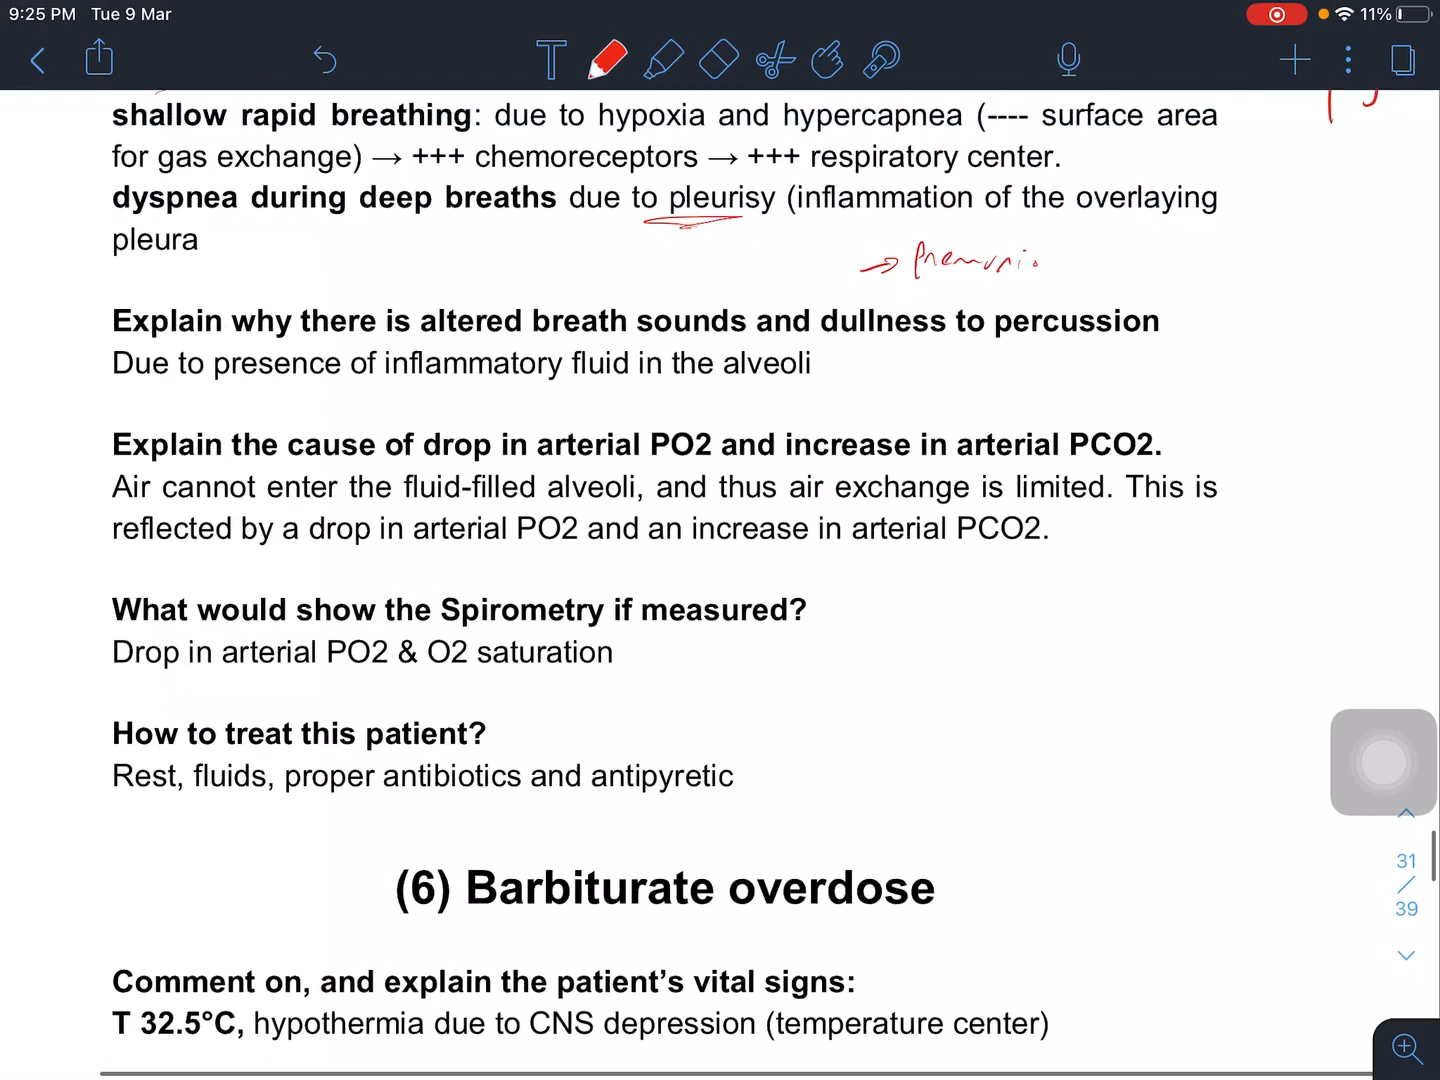 9:25 PM Tue 9 Mar
11%
shallow rapid breathing: due to hypoxia and hypercapnea (---- surface area
for gas exchange) → +++ chemoreceptors → +++ respiratory center.
dyspnea during deep breaths due to pleurisy (inflammation of the overlaying
pleura
Explain why there is altered breath sounds and dullness to percussion
Due to presence of inflammatory fluid in the alveoli
Explain the cause of drop in arterial PO2 and increase in arterial PCO2.
Air cannot enter the fluid-filled alveoli, and thus air exchange is limited. This is
reflected by a drop in arterial PO2 and an increase in arterial PCO2.
What would show the Spirometry if measured?
Drop in arterial PO2 & O2 saturation
How to treat this patient?
Rest, fluids, proper antibiotics and antipyretic
31
/
39
(6) Barbiturate overdose
Comment on, and explain the patient’s vital signs:
T 32.5°C, hypothermia due to CNS depression (temperature center)